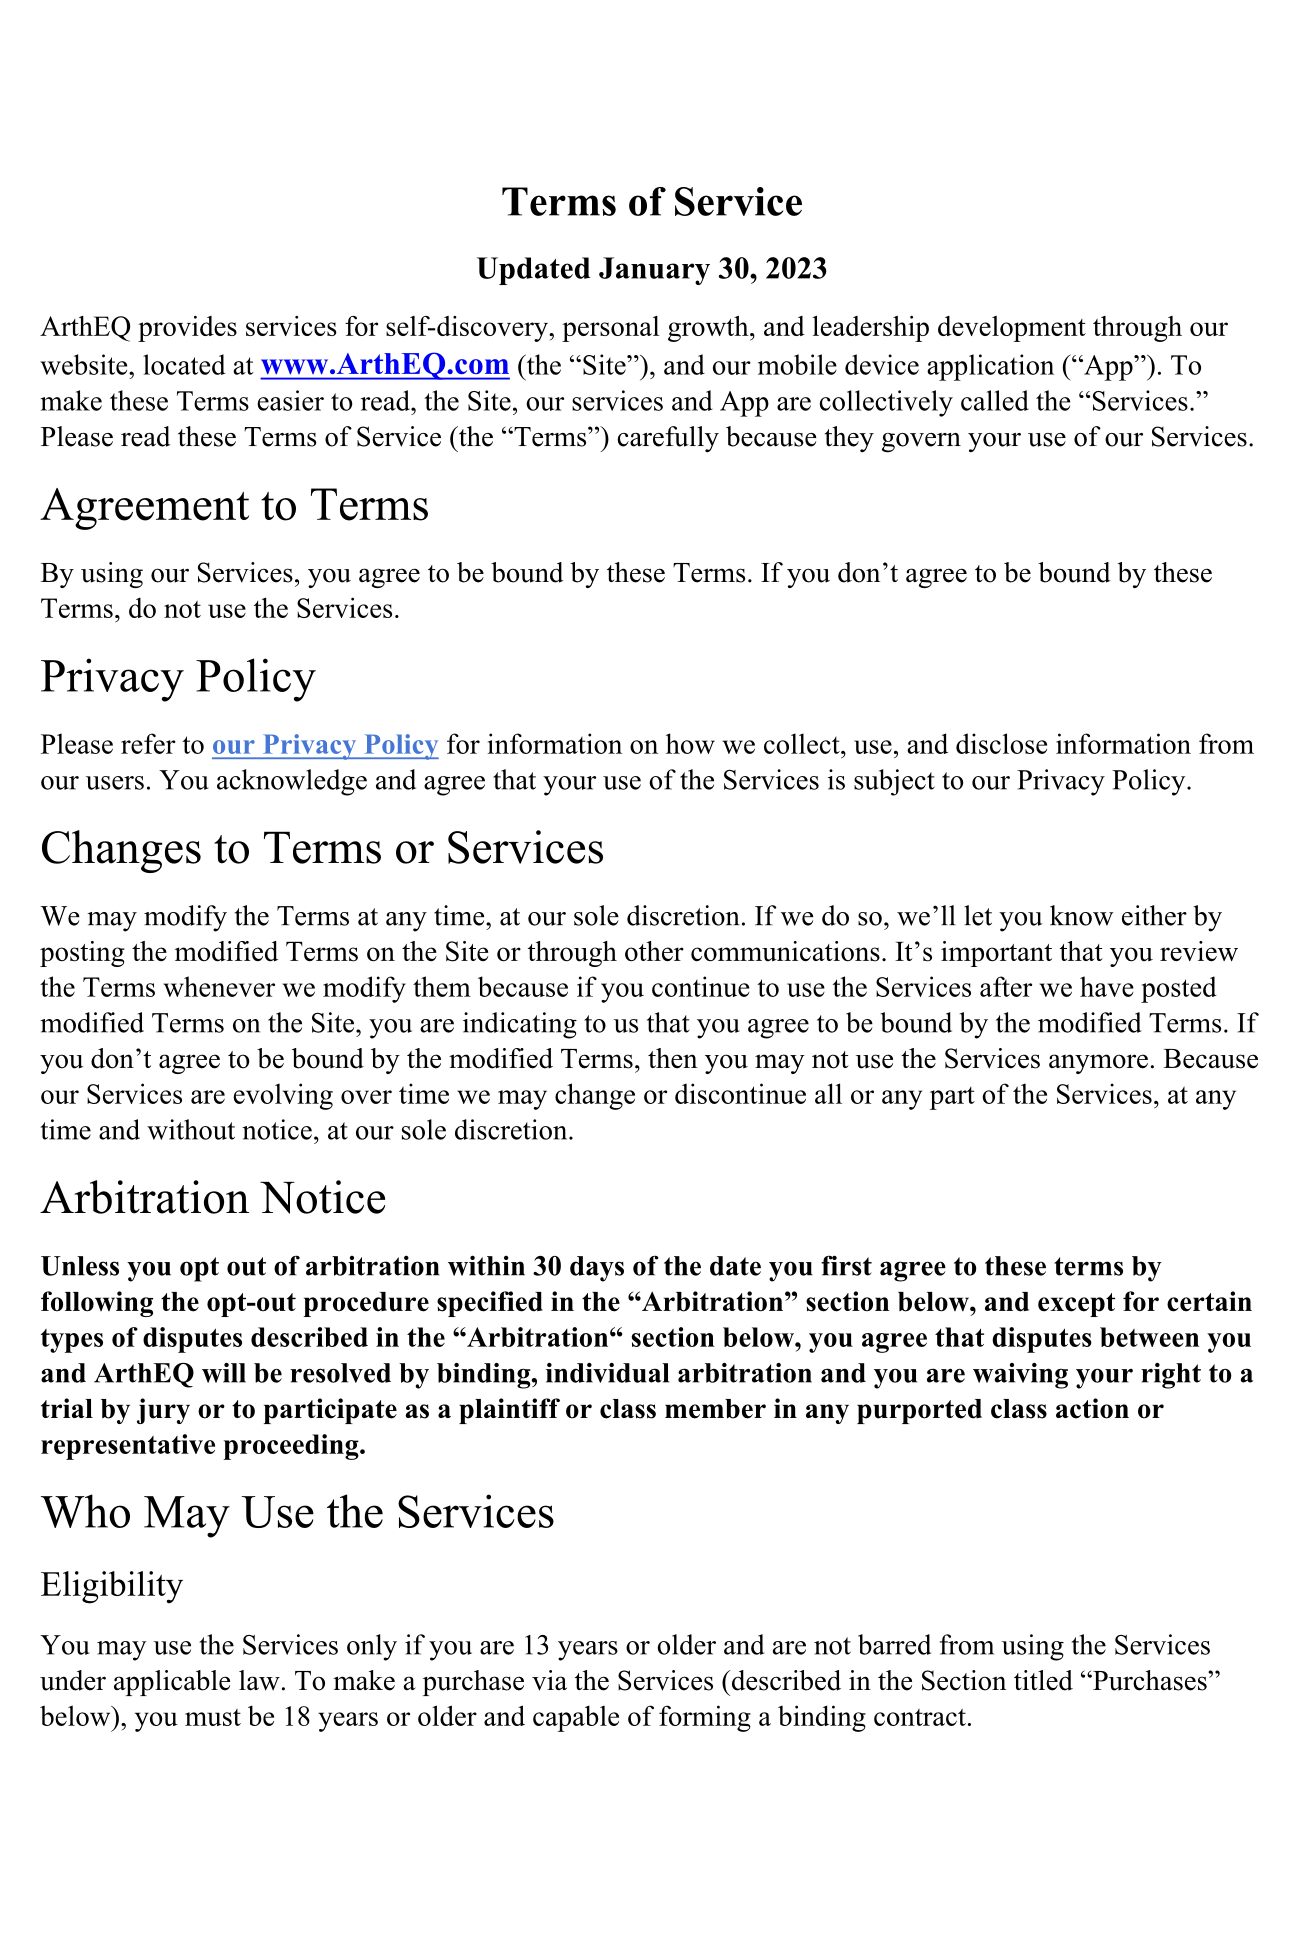 Terms of Service
Updated January 30, 2023
ArthEQ provides services for self-discovery, personal growth, and leadership development through our
website, located at www.ArthEQ.com (the “Site”), and our mobile device application (“App”). To
make these Terms easier to read, the Site, our services and App are collectively called the “Services.”
Please read these Terms of Service (the “Terms”) carefully because they govern your use of our Services.
Agreement to Terms
By using our Services, you agree to be bound by these Terms. If you don’t agree to be bound by these
Terms, do not use the Services.
Privacy Policy
Please refer to our Privacy Policy for information on how we collect, use, and disclose information from
our users. You acknowledge and agree that your use of the Services is subject to our Privacy Policy.
Changes to Terms or Services
We may modify the Terms at any time, at our sole discretion. If we do so, we’ll let you know either by
posting the modified Terms on the Site or through other communications. It’s important that you review
the Terms whenever we modify them because if you continue to use the Services after we have posted
modified Terms on the Site, you are indicating to us that you agree to be bound by the modified Terms. If
you don’t agree to be bound by the modified Terms, then you may not use the Services anymore. Because
our Services are evolving over time we may change or discontinue all or any part of the Services, at any
time and without notice, at our sole discretion.
Arbitration Notice
Unless you opt out of arbitration within 30 days of the date you first agree to these terms by
following the opt-out procedure specified in the “Arbitration” section below, and except for certain
types of disputes described in the “Arbitration“ section below, you agree that disputes between you
and ArthEQ will be resolved by binding, individual arbitration and you are waiving your right to a
trial by jury or to participate as a plaintiff or class member in any purported class action or
representative proceeding.
Who May Use the Services
Eligibility
You may use the Services only if you are 13 years or older and are not barred from using the Services
under applicable law. To make a purchase via the Services (described in the Section titled “Purchases”
below), you must be 18 years or older and capable of forming a binding contract.